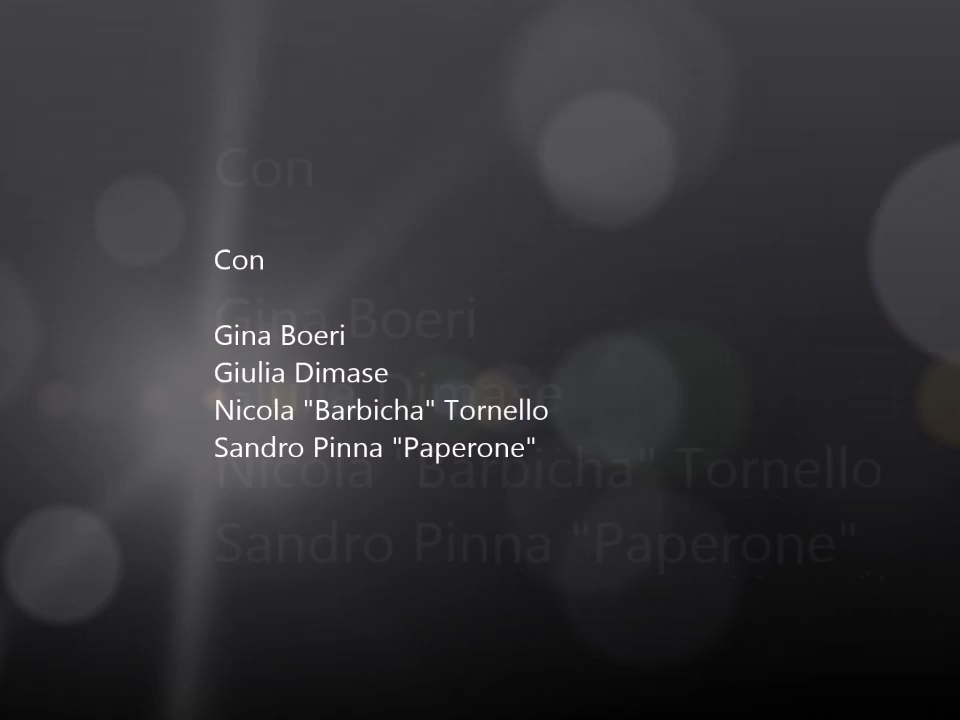 Con
Gina Boeri
Giulia Dimase
Nicola "Barbicha" Tornello
Sandro Pinna "Paperone"